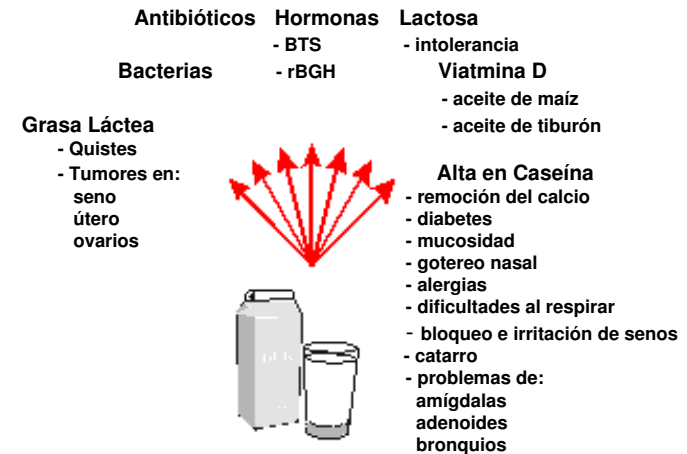 Antibióticos Hormonas Lactosa
- BTS - intolerancia
Bacterias - rBGH Viatmina D
- aceite de maíz
Grasa Láctea - aceite de tiburón
- Quistes
- Tumores en: Alta en Caseína
seno - remoción del calcio
útero - diabetes
ovarios - mucosidad
- gotereo nasal
- alergias
- dificultades al respirar
- bloqueo e irritación de senos
- catarro
- problemas de:
amígdalas
adenoides
bronquios